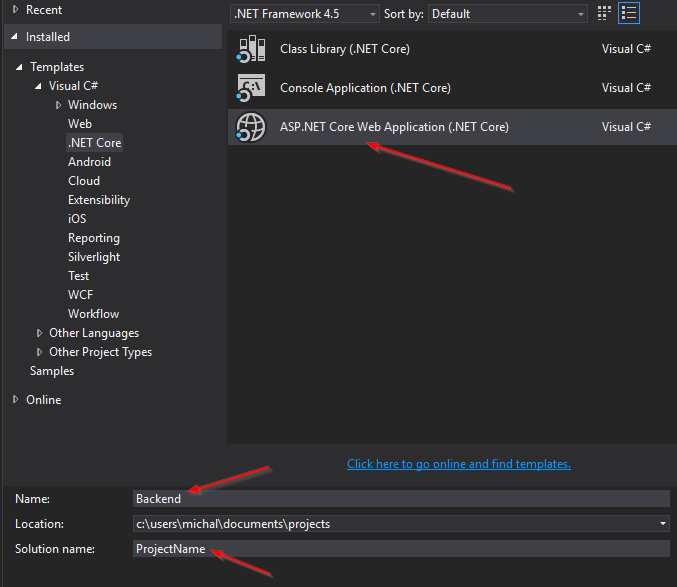 Recent
.NET Framework 4.5 Sort by: Default
Installed
Templates
Visual C#
Windows
Web
.NET Core
Android
Cloud
Extensibility
iOS
Reporting
Silverlight
Test
WCF
Workflow
Other Languages
Other Project Types
Samples
Online
Class Library (.NET Core) Visual C#
Console Application (.NET Core) Visual C#
ASP.NET Core Web Application (.NET Core) Visual C#
Click here to go online and find templates.
Name: Backend
Location: c:\users\michal\documents\projects
Solution name: ProjectName